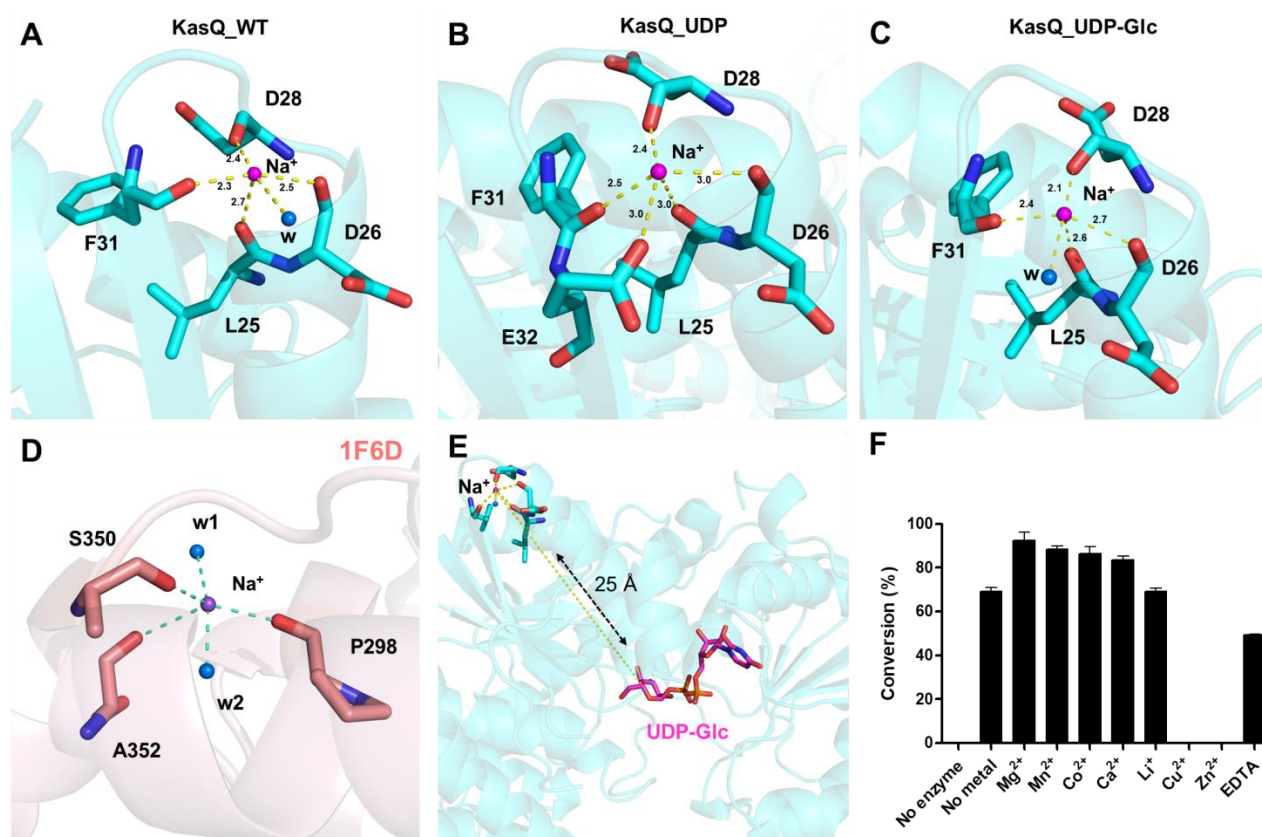 A
KasQ_WT
D28
2.4
Na⁺
2.3
2.5
2.7
F31
w
D26
L25
B
KasQ_UDP
D28
2.4
Na⁺
F31
2.5
3.0
3.0
3.0
D26
E32
L25
C
KasQ_UDP-Glc
D28
2.1
Na⁺
2.4
2.7
F31
2.6
w
D26
L25
D
1F6D
w1
S350
Na⁺
P298
w2
A352
E
Na⁺
25 Å
UDP-Glc
F
Conversion (%)
100
80
60
40
20
0
No enzyme
No metal
Mg²⁺
Mn²⁺
Co²⁺
Ca²⁺
Li⁺
Cu²⁺
Zn²⁺
EDTA